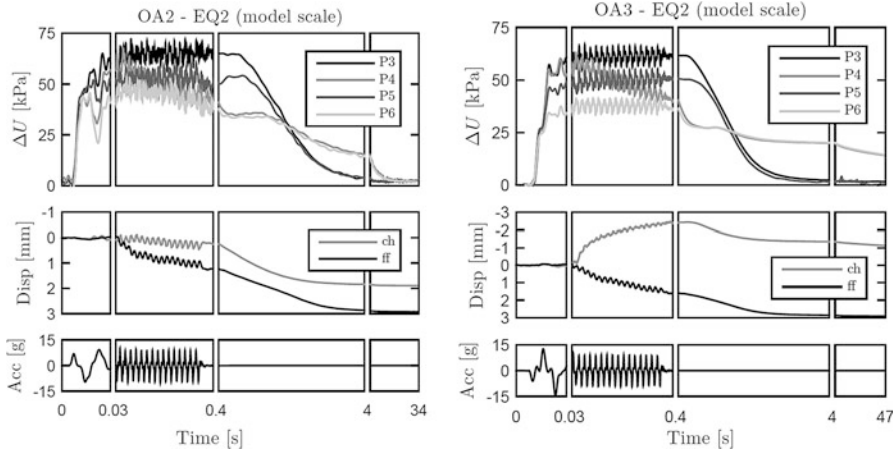 OA2 - EQ2 (model scale)
75
50
25
0
ΔU [kPa]
P3
P4
P5
P6
-1
0
1
2
3
Disp [mm]
ch
ff
15
0
-15
Acc [g]
0 0.03 0.4 4 34
Time [s]
OA3 - EQ2 (model scale)
75
50
25
0
ΔU [kPa]
P3
P4
P5
P6
-3
-2
-1
0
1
2
3
Disp [mm]
ch
ff
15
0
-15
Acc [g]
0 0.03 0.4 4 47
Time [s]